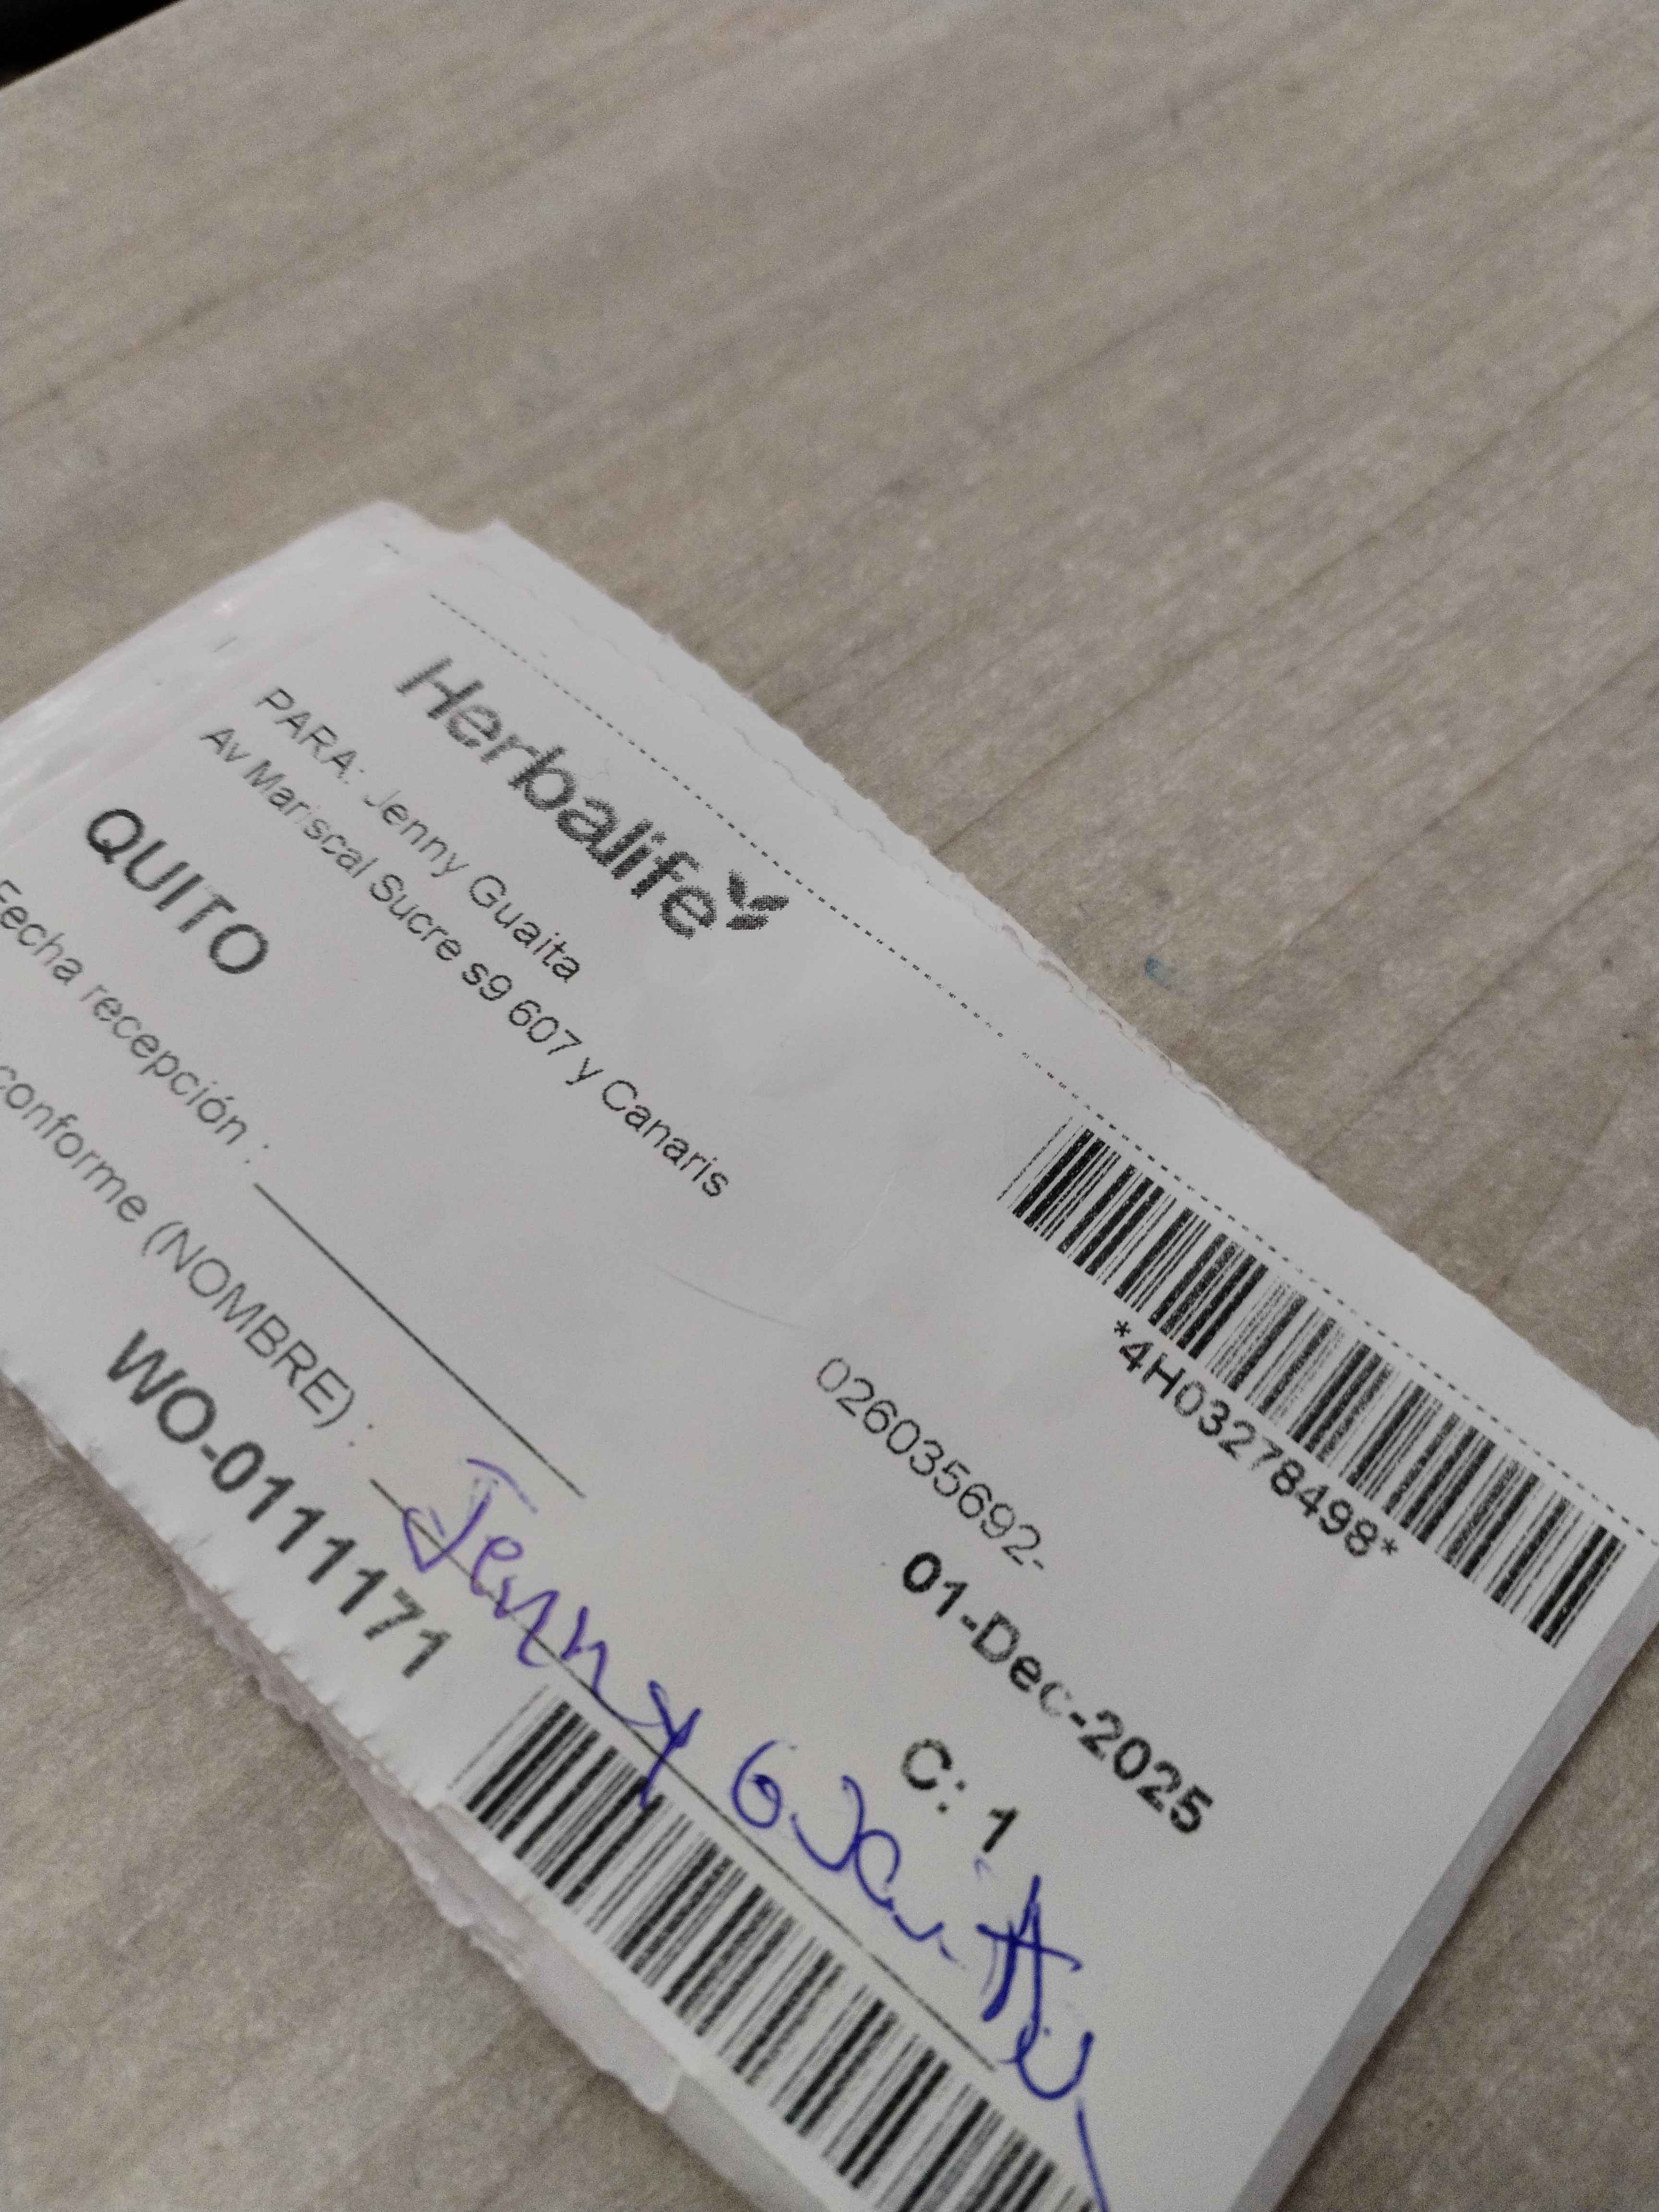 Herbalife
PARA: Jenny Guaita
Av Mariscal Sucre s9 607 y Canaris
QUITO
*4H03278498*
026035692-
01-Dec-2025
C: 1
Fecha recepción :
conforme (NOMBRE) : Jenny Guaita
WO-0111171